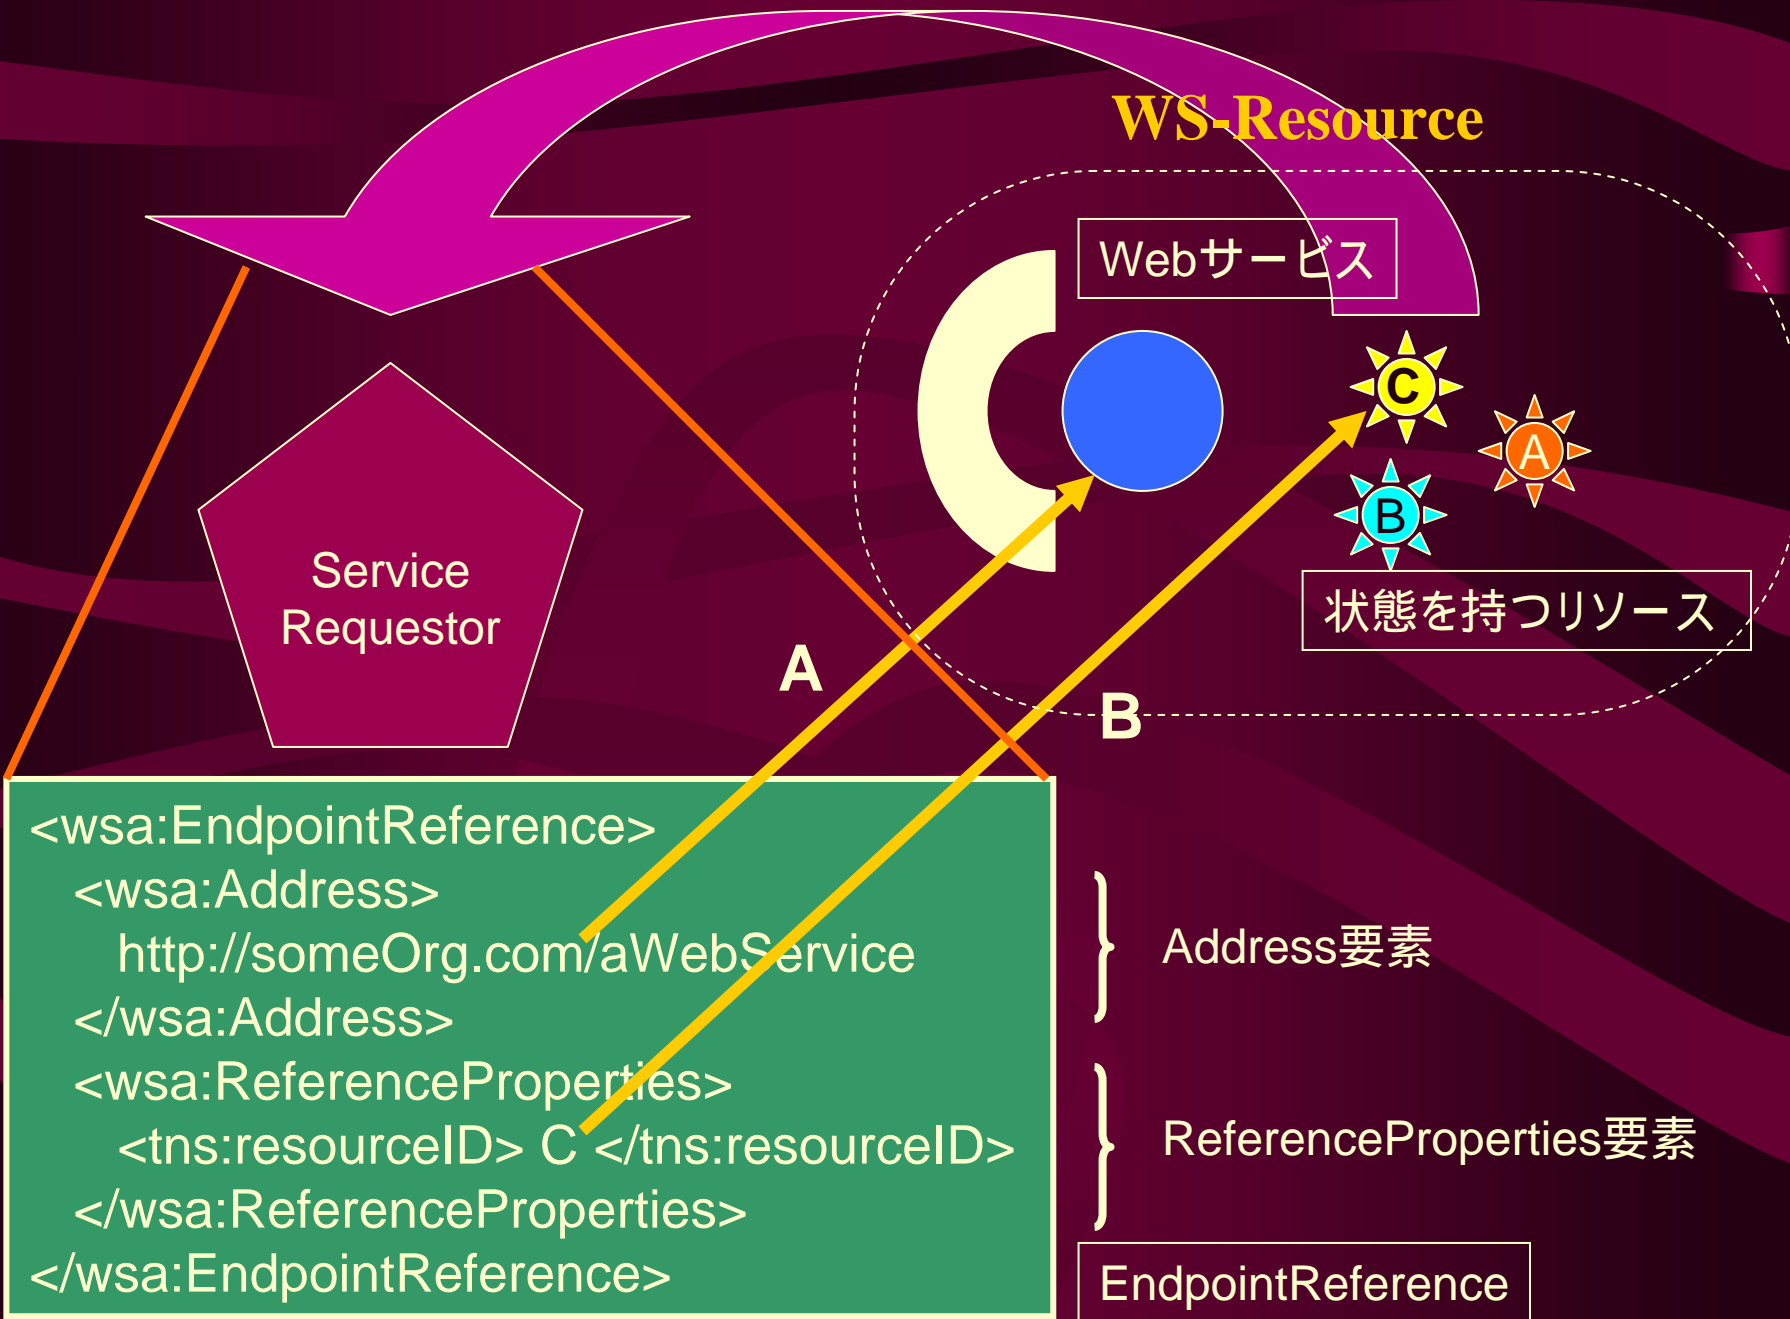 WS-Resource
Webサービス
C
A
B
状態を持つリソース
Service
Requestor
A
B
<wsa:EndpointReference>
<wsa:Address>
http://someOrg.com/aWebService
</wsa:Address>
<wsa:ReferenceProperties>
<tns:resourceID> C </tns:resourceID>
</wsa:ReferenceProperties>
</wsa:EndpointReference>
Address要素
ReferenceProperties要素
EndpointReference